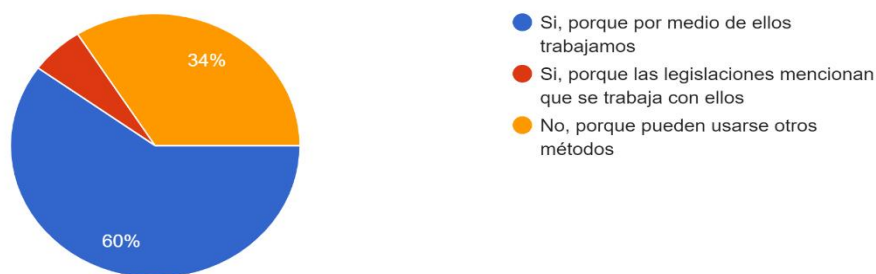 34%
60%
Si, porque por medio de ellos
trabajamos
Si, porque las legislaciones mencionan
que se trabaja con ellos
No, porque pueden usarse otros
métodos